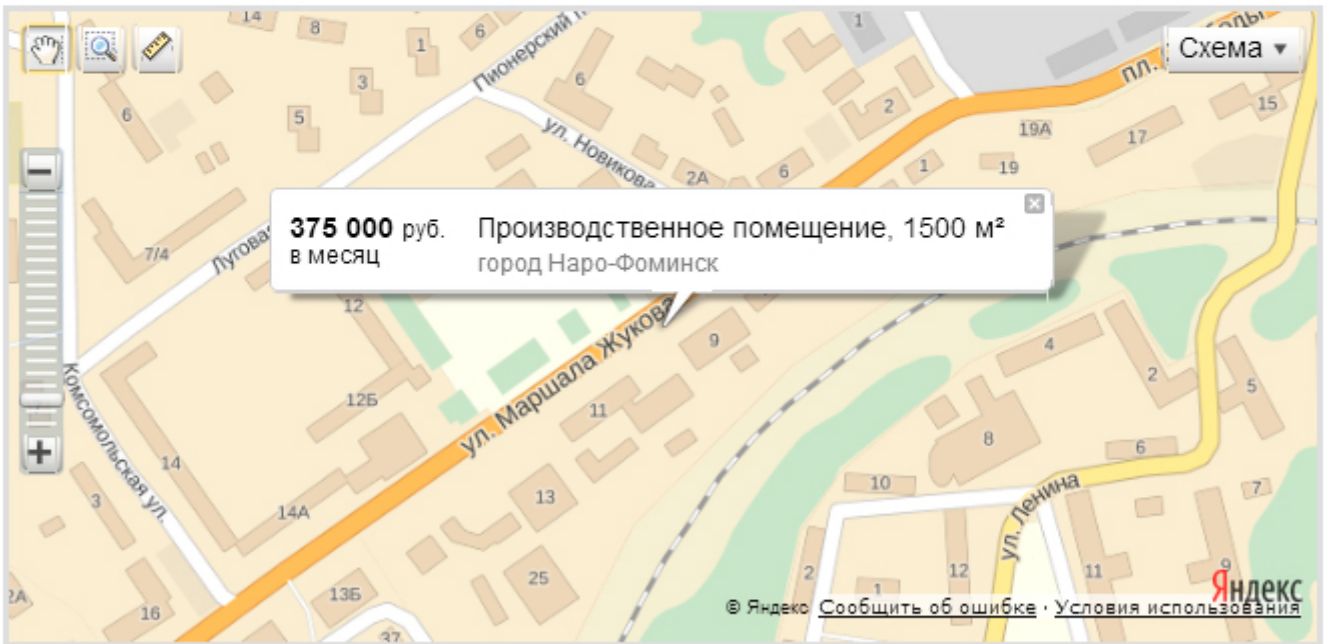 14
8
1
6
Пионерский
1
Схема
пл.
6
3
6
5
2
15
19А
17
ул. Новикова
2А
6
1
19
375 000 руб.
в месяц
Производственное помещение, 1500 м²
город Наро-Фоминск
7/4
Луговая
12
ул. Маршала Жукова
9
4
2
5
Комсомольская ул.
12Б
11
8
6
14
3
10
7
ул. Ленина
14А
13
13Б
25
2
1
12
11
9
2А
16
37
Яндекс
© Яндекс Сообщить об ошибке · Условия использования